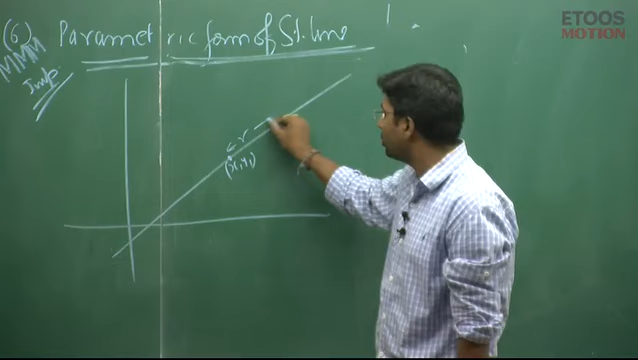 (6) Parametric form of St. line
MMM
Imp.
ETOOS
MOTION
r
(x₁, y₁)